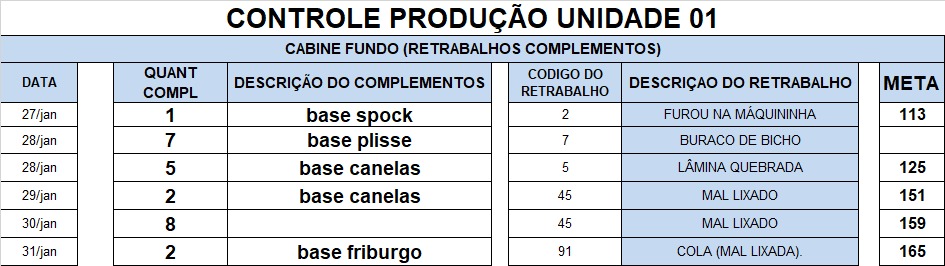 CONTROLE PRODUÇÃO UNIDADE 01
CABINE FUNDO (RETRABALHOS COMPLEMENTOS)
DATA QUANT COMPL DESCRIÇÃO DO COMPLEMENTOS CODIGO DO RETRABALHO DESCRIÇAO DO RETRABALHO META
27/jan 1 base spock 2 FUROU NA MÁQUININHA 113
28/jan 7 base plisse 7 BURACO DE BICHO
28/jan 5 base canelas 5 LÂMINA QUEBRADA 125
29/jan 2 base canelas 45 MAL LIXADO 151
30/jan 8 45 MAL LIXADO 159
31/jan 2 base friburgo 91 COLA (MAL LIXADA). 165